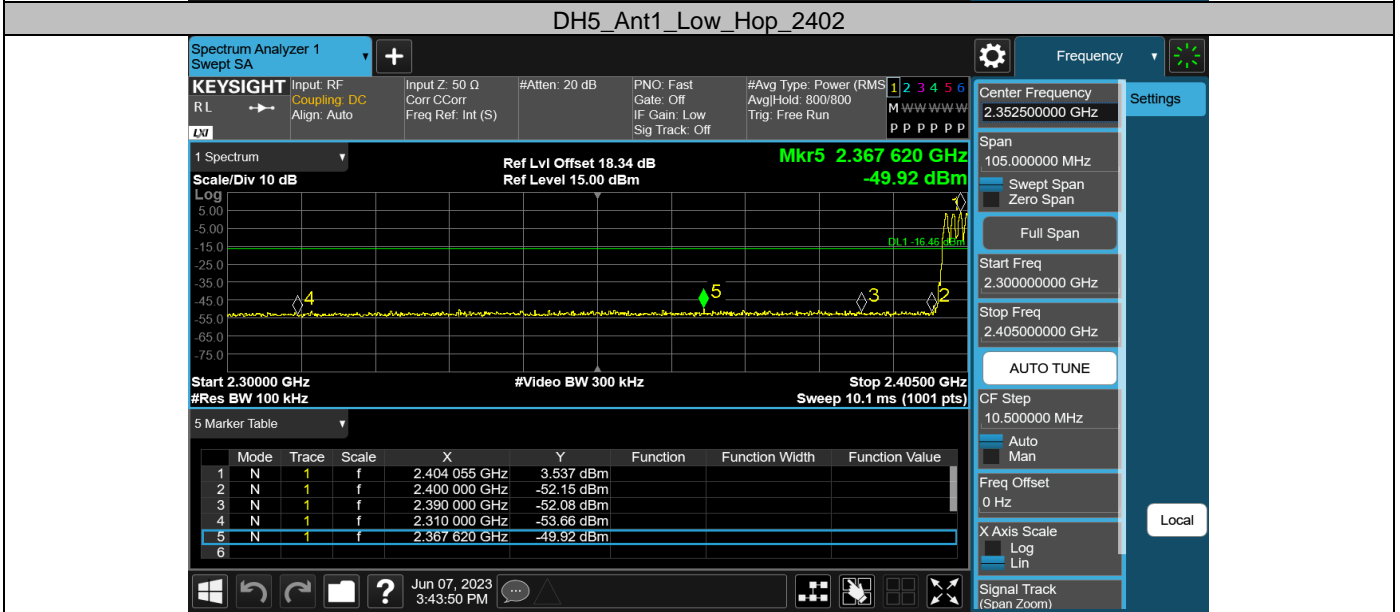 DH5_Ant1_Low_Hop_2402
Spectrum Analyzer 1
Swept SA
Frequency
KEYSIGHT
R L
LXI
Input: RF
Coupling: DC
Align: Auto
Input Z: 50 Ω
Corr CCorr
Freq Ref: Int (S)
#Atten: 20 dB
PNO: Fast
Gate: Off
IF Gain: Low
Sig Track: Off
#Avg Type: Power (RMS
Avg|Hold: 800/800
Trig: Free Run
1 2 3 4 5 6
M W W W W W
P P P P P P
Center Frequency
2.352500000 GHz
Settings
Span
105.000000 MHz
Swept Span
Zero Span
Full Span
Start Freq
2.300000000 GHz
Stop Freq
2.405000000 GHz
AUTO TUNE
CF Step
10.500000 MHz
Auto
Man
Freq Offset
0 Hz
X Axis Scale
Log
Lin
Signal Track
(Span Zoom)
Local
1 Spectrum
Scale/Div 10 dB
Ref Lvl Offset 18.34 dB
Ref Level 15.00 dBm
Mkr5 2.367 620 GHz
-49.92 dBm
Log
5.00
-5.00
-15.0
-25.0
-35.0
-45.0
-55.0
-65.0
-75.0
1
DL1 -16.46 dBm
4
5
3
2
Start 2.30000 GHz
#Res BW 100 kHz
#Video BW 300 kHz
Stop 2.40500 GHz
Sweep 10.1 ms (1001 pts)
5 Marker Table
Mode Trace Scale X Y Function Function Width Function Value
1 N 1 f 2.404 055 GHz 3.537 dBm
2 N 1 f 2.400 000 GHz -52.15 dBm
3 N 1 f 2.390 000 GHz -52.08 dBm
4 N 1 f 2.310 000 GHz -53.66 dBm
5 N 1 f 2.367 620 GHz -49.92 dBm
6
?
Jun 07, 2023
3:43:50 PM